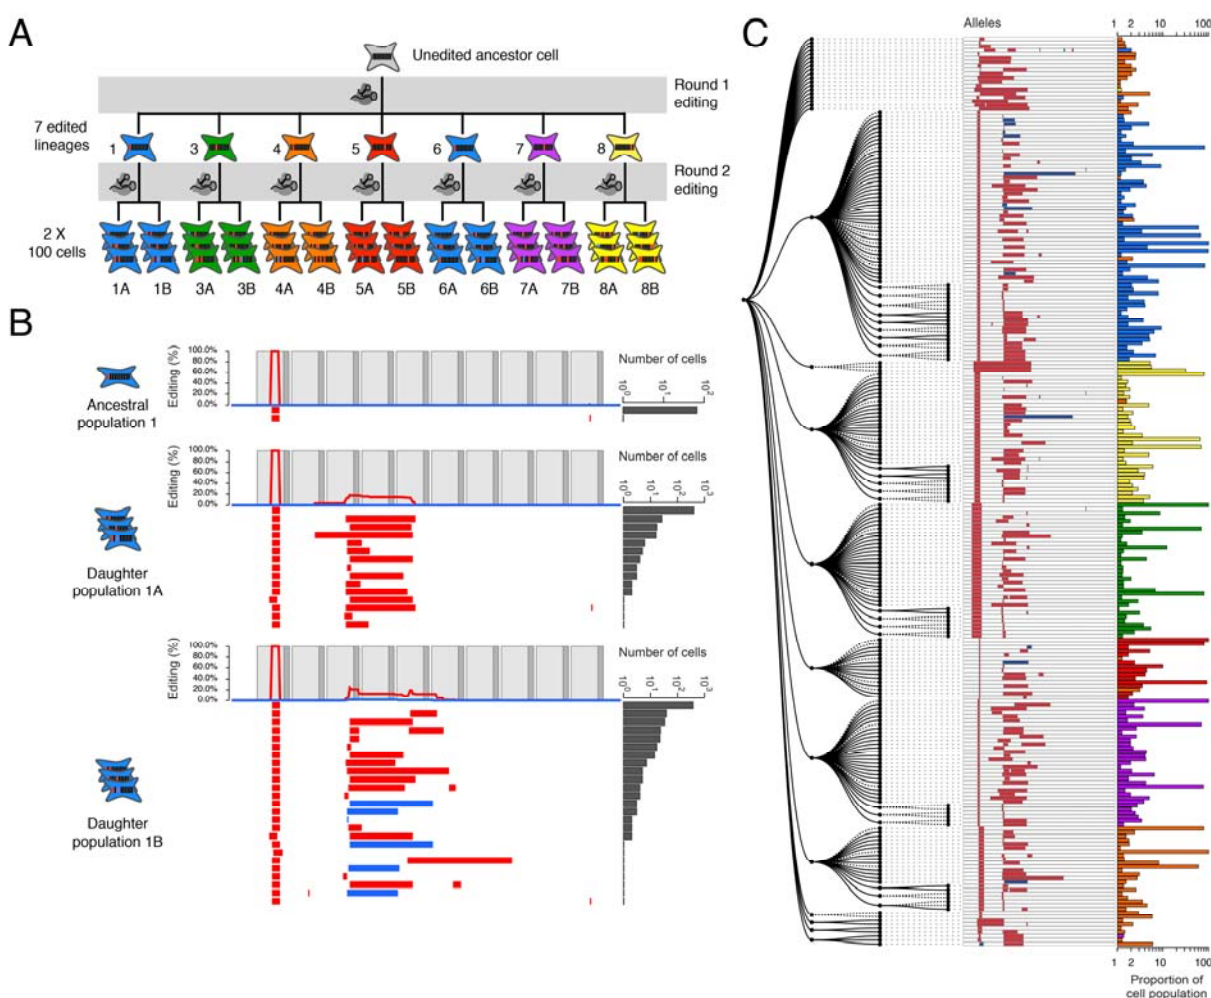 A
Unedited ancestor cell
Round 1
editing
7 edited
lineages
1 3 4 5 6 7 8
Round 2
editing
2 X
100 cells
1A 1B 3A 3B 4A 4B 5A 5B 6A 6B 7A 7B 8A 8B
B
Editing (%)
100.0%
80.0%
60.0%
40.0%
20.0%
0.0%
Number of cells
10^0 10^1 10^2
Ancestral
population 1
Editing (%)
100.0%
80.0%
60.0%
40.0%
20.0%
0.0%
Number of cells
10^0 10^1 10^2 10^3
Daughter
population 1A
Editing (%)
100.0%
80.0%
60.0%
40.0%
20.0%
0.0%
Number of cells
10^0 10^1 10^2 10^3
Daughter
population 1B
C
Alleles
1 2 10 100
1 2 10 100
Proportion of
cell population